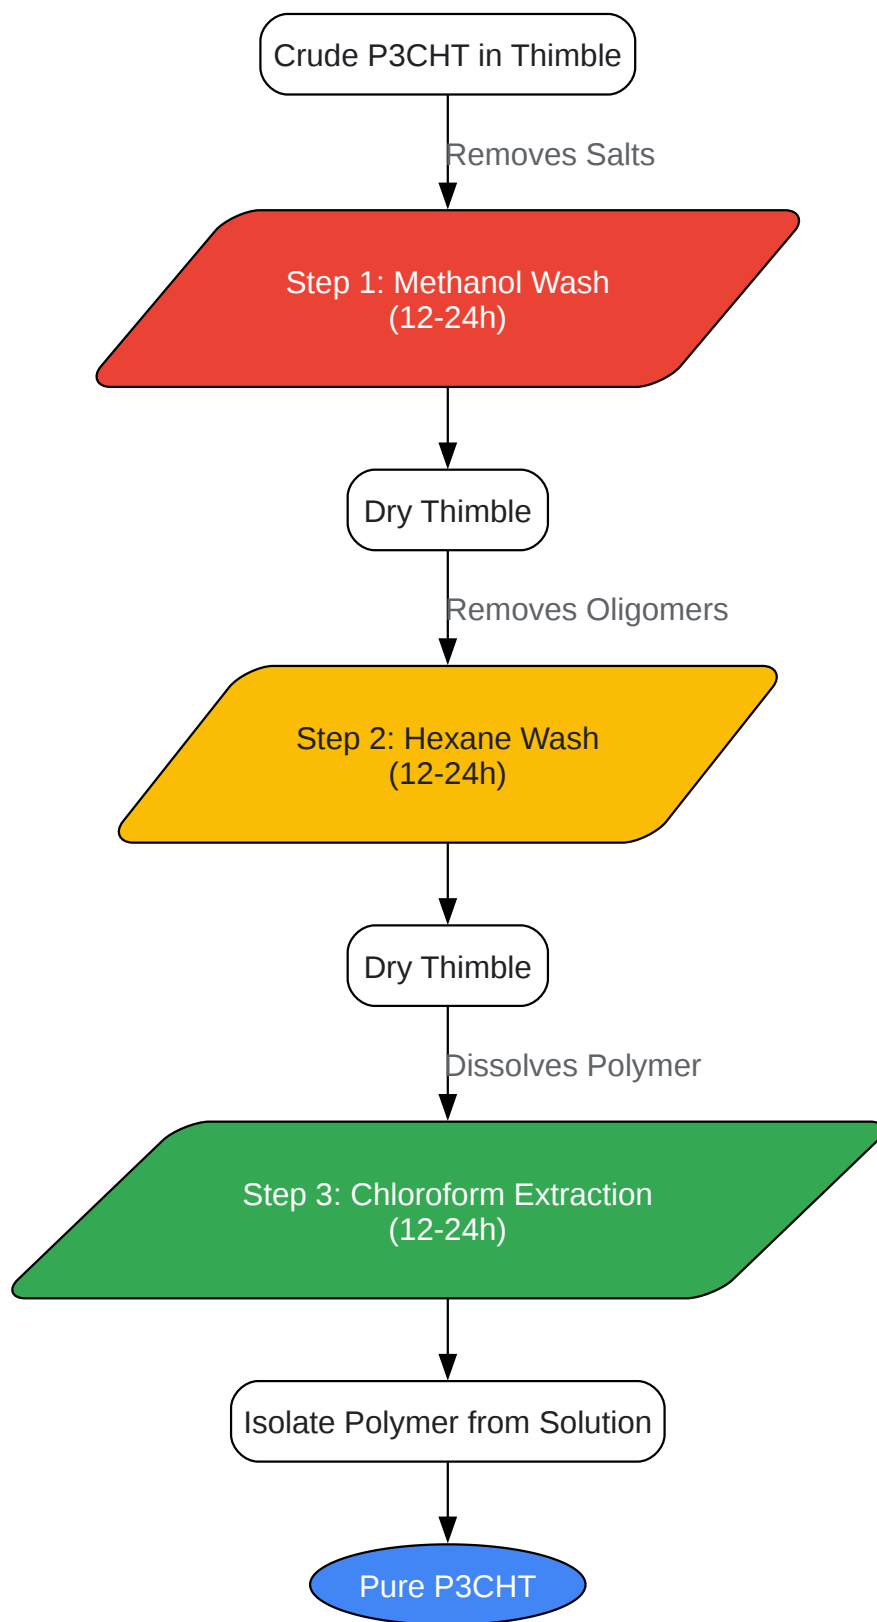 Crude P3CHT in Thimble
Removes Salts
Step 1: Methanol Wash
(12-24h)
Dry Thimble
Removes Oligomers
Step 2: Hexane Wash
(12-24h)
Dry Thimble
Dissolves Polymer
Step 3: Chloroform Extraction
(12-24h)
Isolate Polymer from Solution
Pure P3CHT